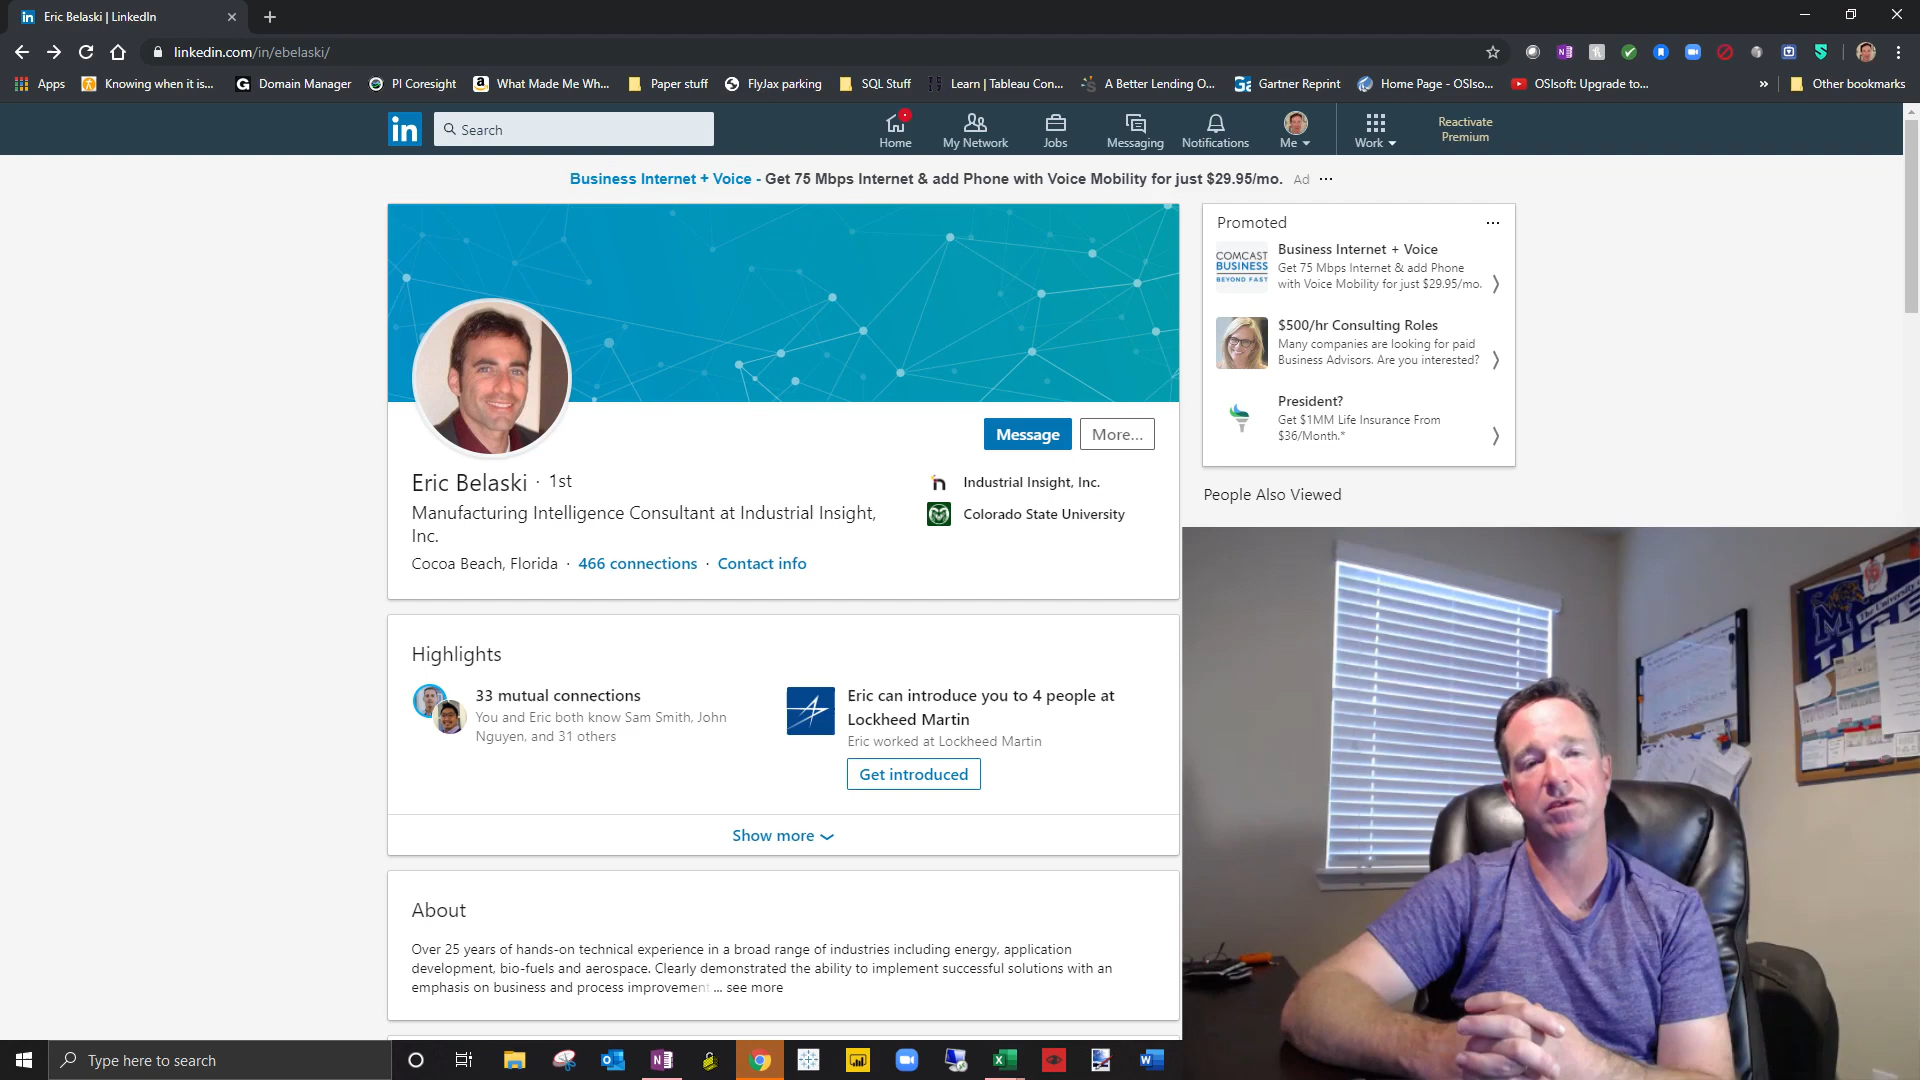 Eric Belaski | LinkedIn
linkedin.com/in/ebelaski/
Apps
Knowing when it is...
Domain Manager
PI Coresight
What Made Me Wh...
Paper stuff
FlyJax parking
SQL Stuff
Learn | Tableau Con...
A Better Lending O...
Gartner Reprint
Home Page - OSIso...
OSIsoft: Upgrade to...
»
Other bookmarks
in
Search
Home
My Network
Jobs
Messaging
Notifications
Me
Work
Reactivate
Premium
Business Internet + Voice - Get 75 Mbps Internet & add Phone with Voice Mobility for just $29.95/mo. Ad ...
Eric Belaski · 1st
Manufacturing Intelligence Consultant at Industrial Insight,
Inc.
Cocoa Beach, Florida · 466 connections · Contact info
Message
More...
Industrial Insight, Inc.
Colorado State University
Promoted
COMCAST
BUSINESS
BEYOND FAST
Business Internet + Voice
Get 75 Mbps Internet & add Phone
with Voice Mobility for just $29.95/mo.
$500/hr Consulting Roles
Many companies are looking for paid
Business Advisors. Are you interested?
President?
Get $1MM Life Insurance From
$36/Month.*
People Also Viewed
Highlights
33 mutual connections
You and Eric both know Sam Smith, John
Nguyen, and 31 others
Eric can introduce you to 4 people at
Lockheed Martin
Eric worked at Lockheed Martin
Get introduced
Show more
About
Over 25 years of hands-on technical experience in a broad range of industries including energy, application
development, bio-fuels and aerospace. Clearly demonstrated the ability to implement successful solutions with an
emphasis on business and process improvement ... see more
The University
Type here to search